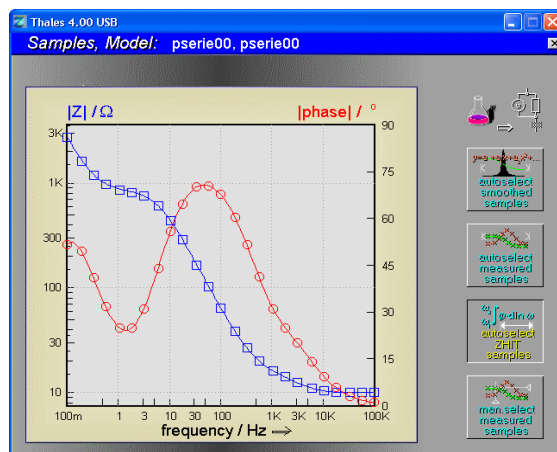 Thales 4.00 USB
Samples, Model: pserie00, pserie00
|Z| / Ω |phase| / °
3K
1K
300
100
30
10
90
75
60
45
30
15
0
100m 1 3 10 30 100 1K 3K 10K 100K
frequency / Hz
autoselect
smoothed
samples
autoselect
measured
samples
autoselect
ZHIT
samples
man.select
measured
samples